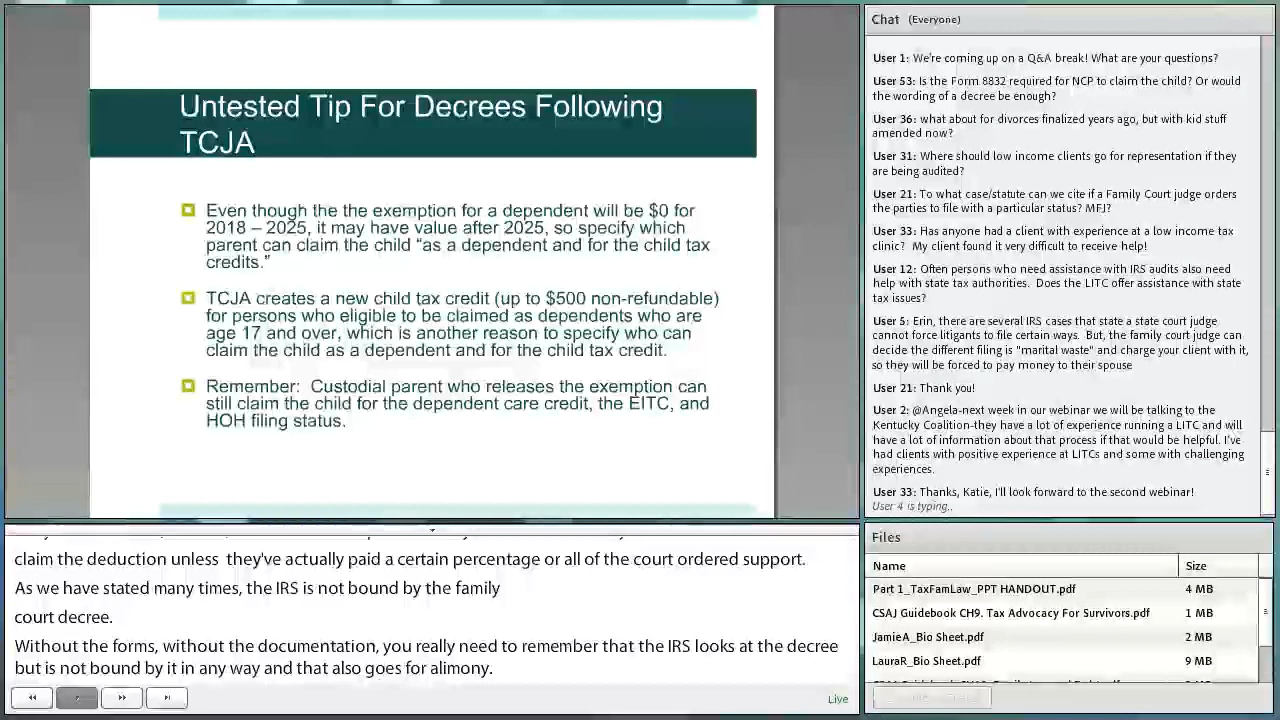 Untested Tip For Decrees Following
TCJA
Even though the the exemption for a dependent will be $0 for
2018 – 2025, it may have value after 2025, so specify which
parent can claim the child “as a dependent and for the child tax
credits.”
TCJA creates a new child tax credit (up to $500 non-refundable)
for persons who eligible to be claimed as dependents who are
age 17 and over, which is another reason to specify who can
claim the child as a dependent and for the child tax credit.
Remember:  Custodial parent who releases the exemption can
still claim the child for the dependent care credit, the EITC, and
HOH filing status.
claim the deduction unless  they've actually paid a certain percentage or all of the court ordered support.
As we have stated many times, the IRS is not bound by the family
court decree.
Without the forms, without the documentation, you really need to remember that the IRS looks at the decree
but is not bound by it in any way and that also goes for alimony.
Live
Chat (Everyone)
User 1: We're coming up on a Q&A break! What are your questions?
User 53: Is the Form 8832 required for NCP to claim the child? Or would
the wording of a decree be enough?
User 36: what about for divorces finalized years ago, but with kid stuff
amended now?
User 31: Where should low income clients go for representation if they
are being audited?
User 21: To what case/statute can we cite if a Family Court judge orders
the parties to file with a particular status? MFJ?
User 33: Has anyone had a client with experience at a low income tax
clinic?  My client found it very difficult to receive help!
User 12: Often persons who need assistance with IRS audits also need
help with state tax authorities.  Does the LITC offer assistance with state
tax issues?
User 5: Erin, there are several IRS cases that state a state court judge
cannot force litigants to file certain ways.  But, the family court judge can
decide the different filing is "marital waste" and charge your client with it,
so they will be forced to pay money to their spouse
User 21: Thank you!
User 2: @Angela-next week in our webinar we will be talking to the
Kentucky Coalition-they have a lot of experience running a LITC and will
have a lot of information about that process if that would be helpful. I've
had clients with positive experience at LITCs and some with challenging
experiences.
User 33: Thanks, Katie, I'll look forward to the second webinar!
User 4 is typing..
Files
Name Size
Part 1_TaxFamLaw_PPT HANDOUT.pdf 4 MB
CSAJ Guidebook CH9. Tax Advocacy For Survivors.pdf 1 MB
JamieA_Bio Sheet.pdf 2 MB
LauraR_Bio Sheet.pdf 9 MB